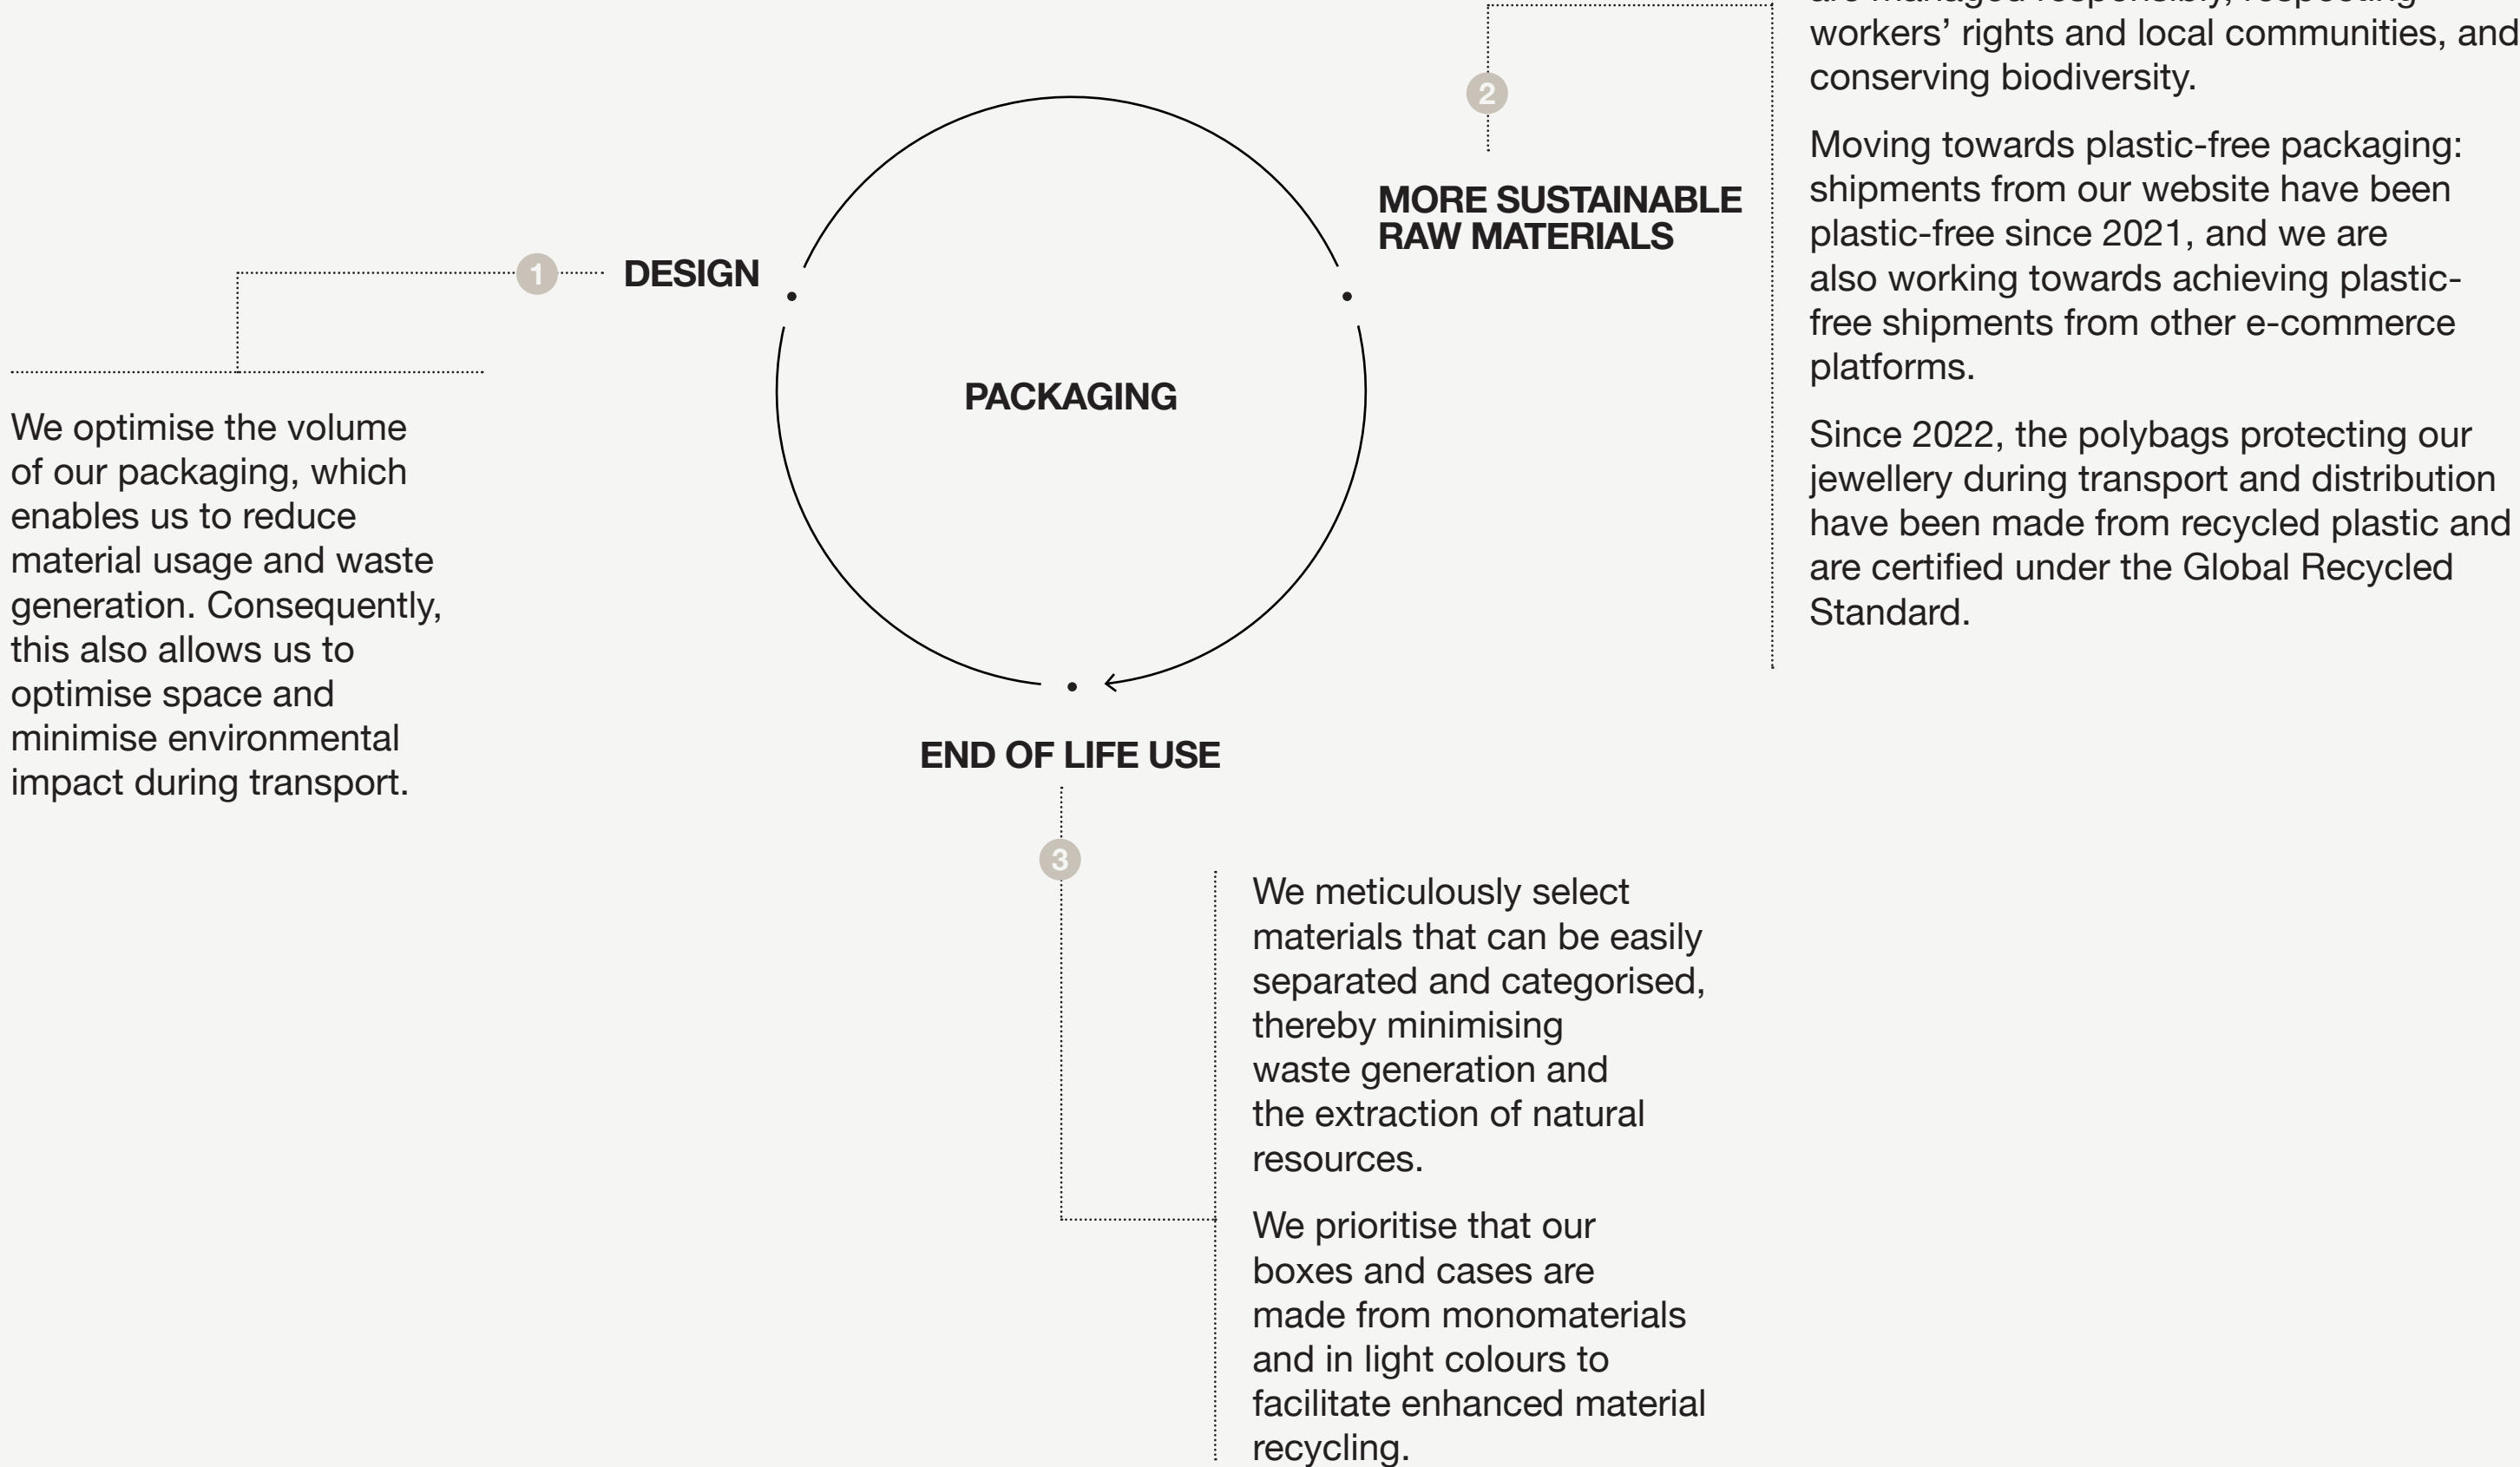 1
DESIGN
We optimise the volume
of our packaging, which
enables us to reduce
material usage and waste
generation. Consequently,
this also allows us to
optimise space and
minimise environmental
impact during transport.
PACKAGING
2
MORE SUSTAINABLE
RAW MATERIALS
are managed responsibly, respecting
workers’ rights and local communities, and
conserving biodiversity.
Moving towards plastic-free packaging:
shipments from our website have been
plastic-free since 2021, and we are
also working towards achieving plastic-
free shipments from other e-commerce
platforms.
Since 2022, the polybags protecting our
jewellery during transport and distribution
have been made from recycled plastic and
are certified under the Global Recycled
Standard.
END OF LIFE USE
3
We meticulously select
materials that can be easily
separated and categorised,
thereby minimising
waste generation and
the extraction of natural
resources.
We prioritise that our
boxes and cases are
made from monomaterials
and in light colours to
facilitate enhanced material
recycling.